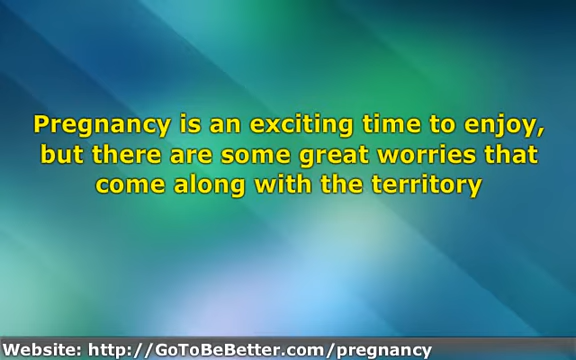 Pregnancy is an exciting time to enjoy,
but there are some great worries that
come along with the territory
Website: http://GoToBeBetter.com/pregnancy